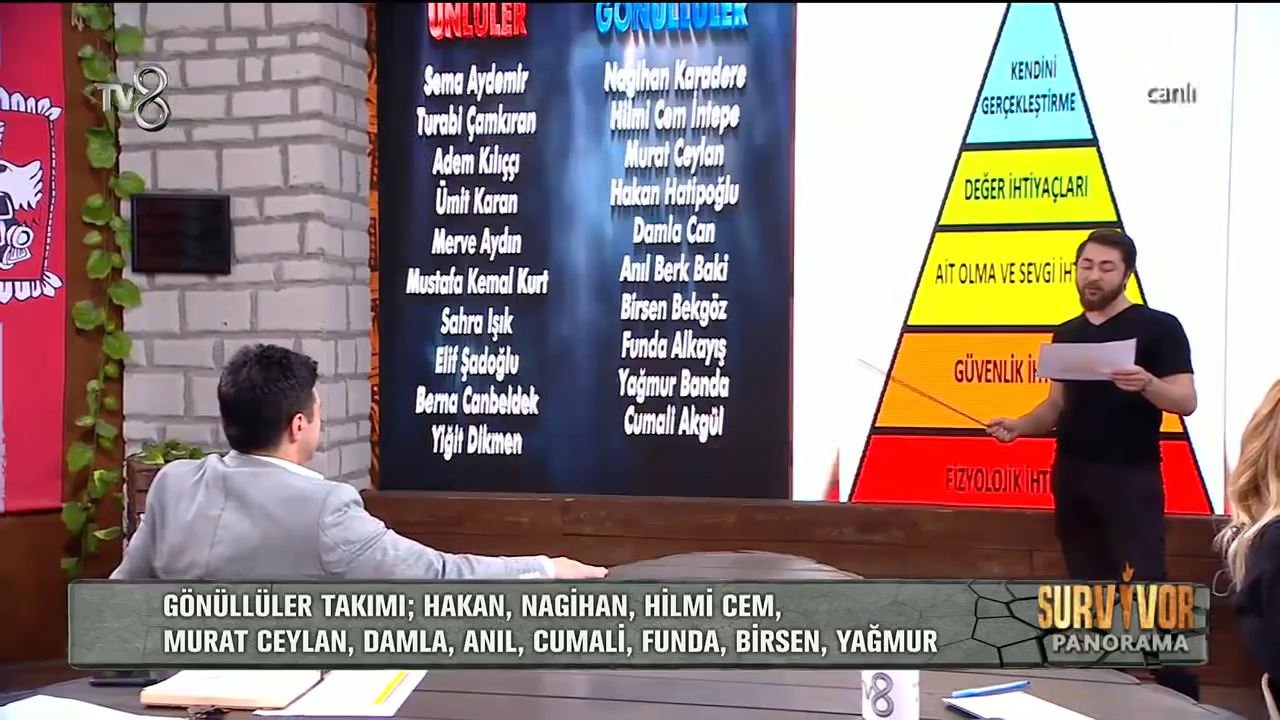 ÜNLÜLER
Sema Aydemir
Turabi Çamkıran
Adem Kılıççı
Ümit Karan
Merve Aydın
Mustafa Kemal Kurt
Sahra Işık
Elif Şadoğlu
Berna Canbeldek
Yiğit Dikmen
GÖNÜLLÜLER
Nagihan Karadere
Hilmi Cem İntepe
Murat Ceylan
Hakan Hatipoğlu
Damla Can
Anıl Berk Baki
Birsen Bekgöz
Funda Alkayış
Yağmur Banda
Cumali Akgül
KENDİNİ
GERÇEKLEŞTİRME
DEĞER İHTİYAÇLARI
AİT OLMA VE SEVGİ İHT
GÜVENLİK İH
FİZYOLOJİK İHT
TV8
canlı
GÖNÜLLÜLER TAKIMI; HAKAN, NAGİHAN, HİLMİ CEM,
MURAT CEYLAN, DAMLA, ANIL, CUMALİ, FUNDA, BİRSEN, YAĞMUR
SURVIVOR
PANORAMA
8